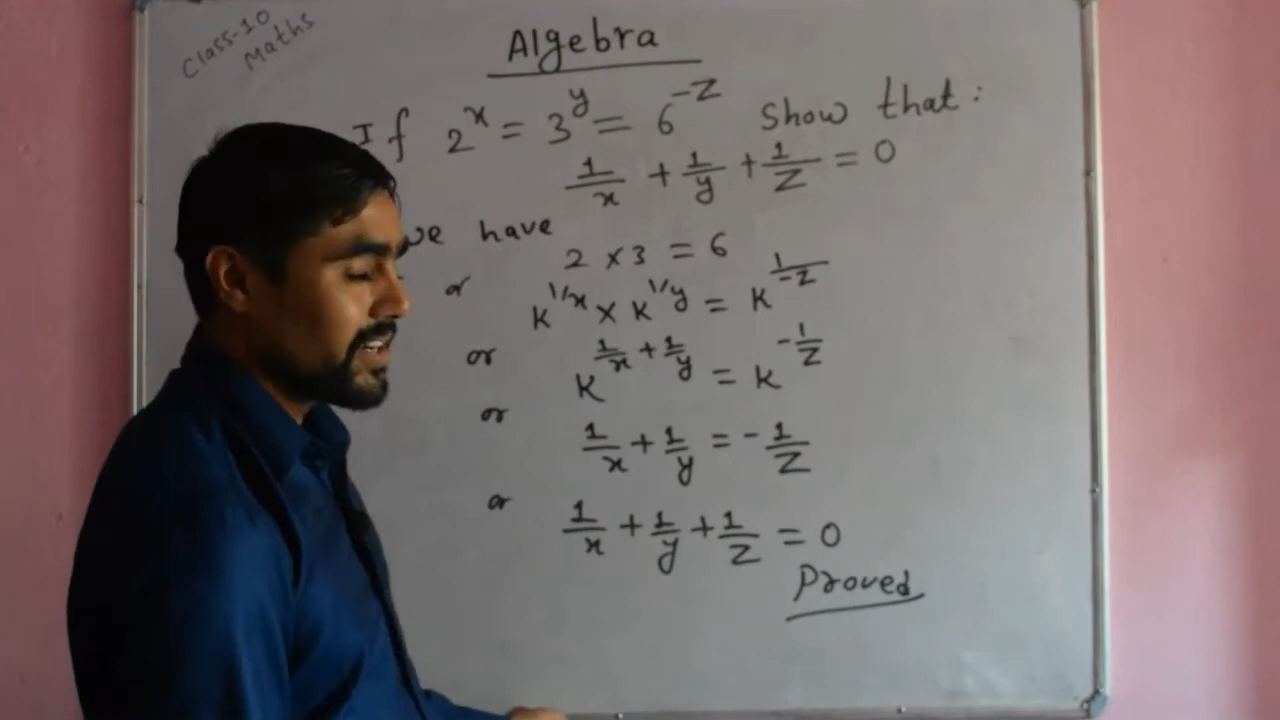 Class-10
Maths
Algebra
If 2^x = 3^y = 6^-z Show that:
1/x + 1/y + 1/z = 0
we have
2 × 3 = 6
or K^1/x × K^1/y = K^1/-z
or K^1/x + 1/y = K^-1/z
or 1/x + 1/y = - 1/z
or 1/x + 1/y + 1/z = 0
Proved